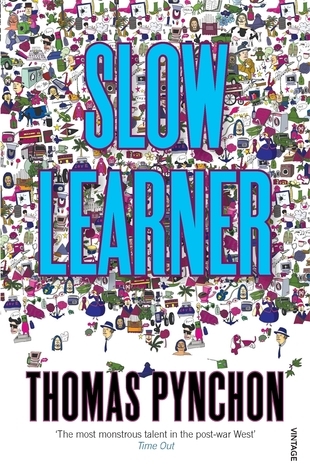 SLOW
LEARNER
THOMAS PYNCHON
'The most monstrous talent in the post-war West'
Time Out
VINTAGE